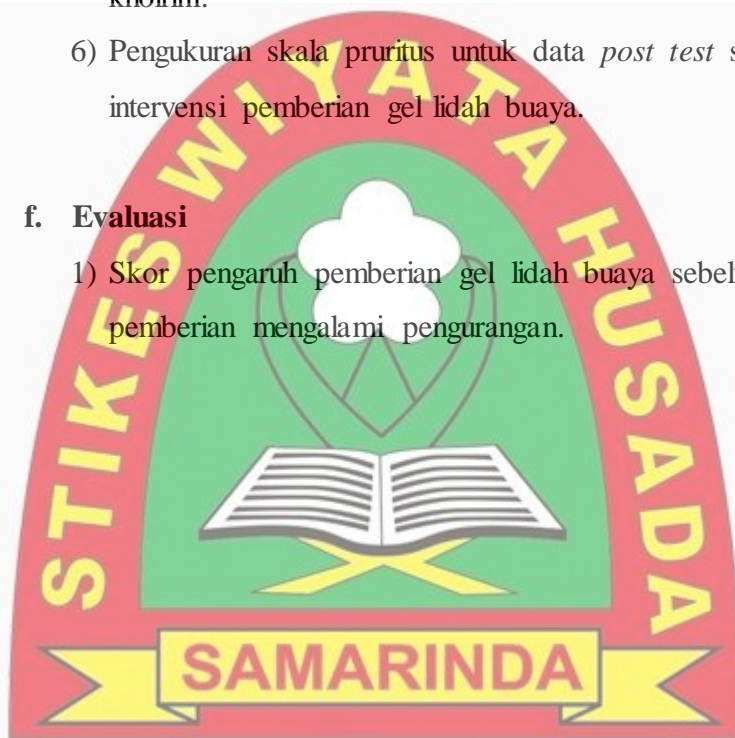 6) Pengukuran skala pruritus untuk data post test
intervensi pemberian gel lidah buaya.
f. Evaluasi
1) Skor pengaruh pemberian gel lidah buaya
pemberian mengalami pengurangan.
STIKES WIYATA HUSADA
SAMARINDA